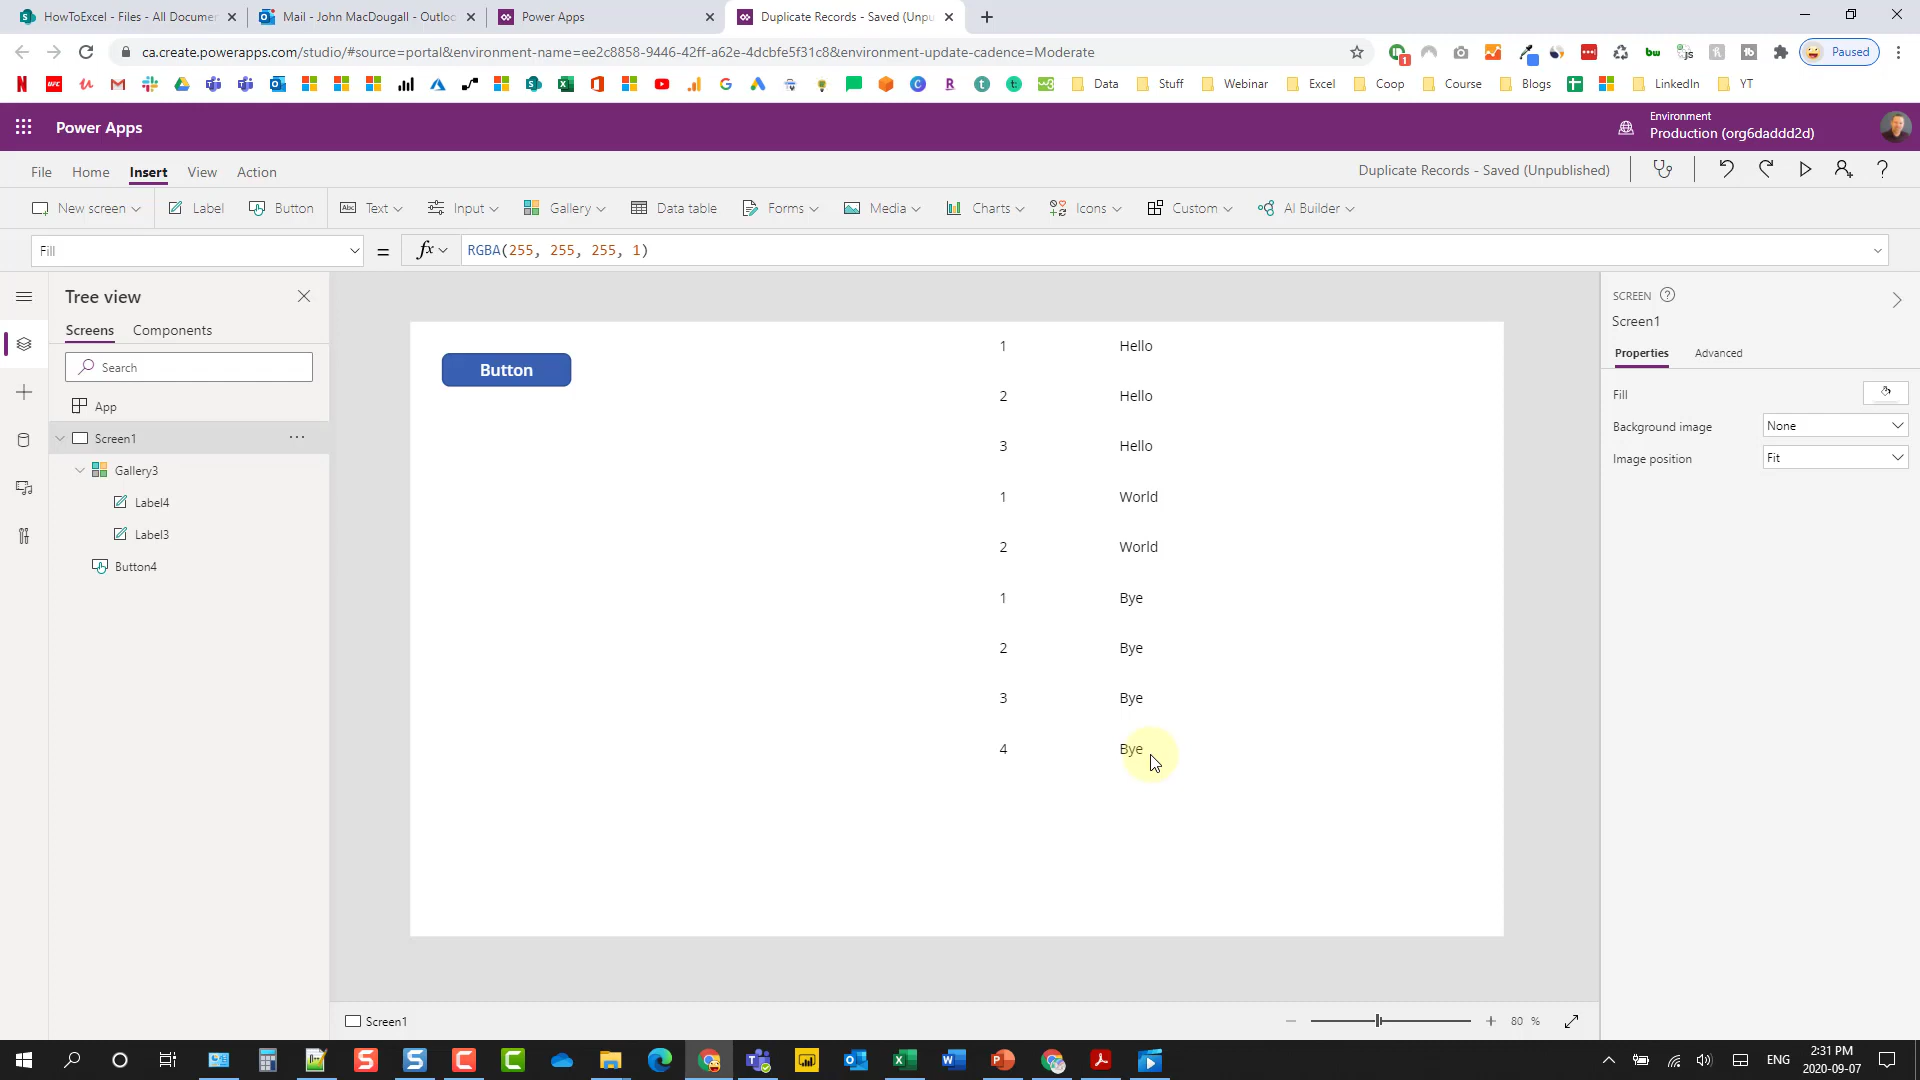 HowToExcel - Files - All Documen
Mail - John MacDougall - Outloo
Power Apps
Duplicate Records - Saved (Unpu
ca.create.powerapps.com/studio/#source=portal&environment-name=ee2c8858-9446-42ff-a62e-4dcbfe5f31c8&environment-update-cadence=Moderate
Paused
Data
Stuff
Webinar
Excel
Coop
Course
Blogs
LinkedIn
YT
Power Apps
Environment
Production (org6daddd2d)
File
Home
Insert
View
Action
Duplicate Records - Saved (Unpublished)
New screen
Label
Button
Text
Input
Gallery
Data table
Forms
Media
Charts
Icons
Custom
AI Builder
Fill
=
fx
RGBA(255, 255, 255, 1)
Tree view
Screens
Components
Search
App
Screen1
Gallery3
Label4
Label3
Button4
Button
1 Hello
2 Hello
3 Hello
1 World
2 World
1 Bye
2 Bye
3 Bye
4 Bye
SCREEN
Screen1
Properties
Advanced
Fill
Background image
None
Image position
Fit
Screen1
80 %
ENG
2:31 PM
2020-09-07